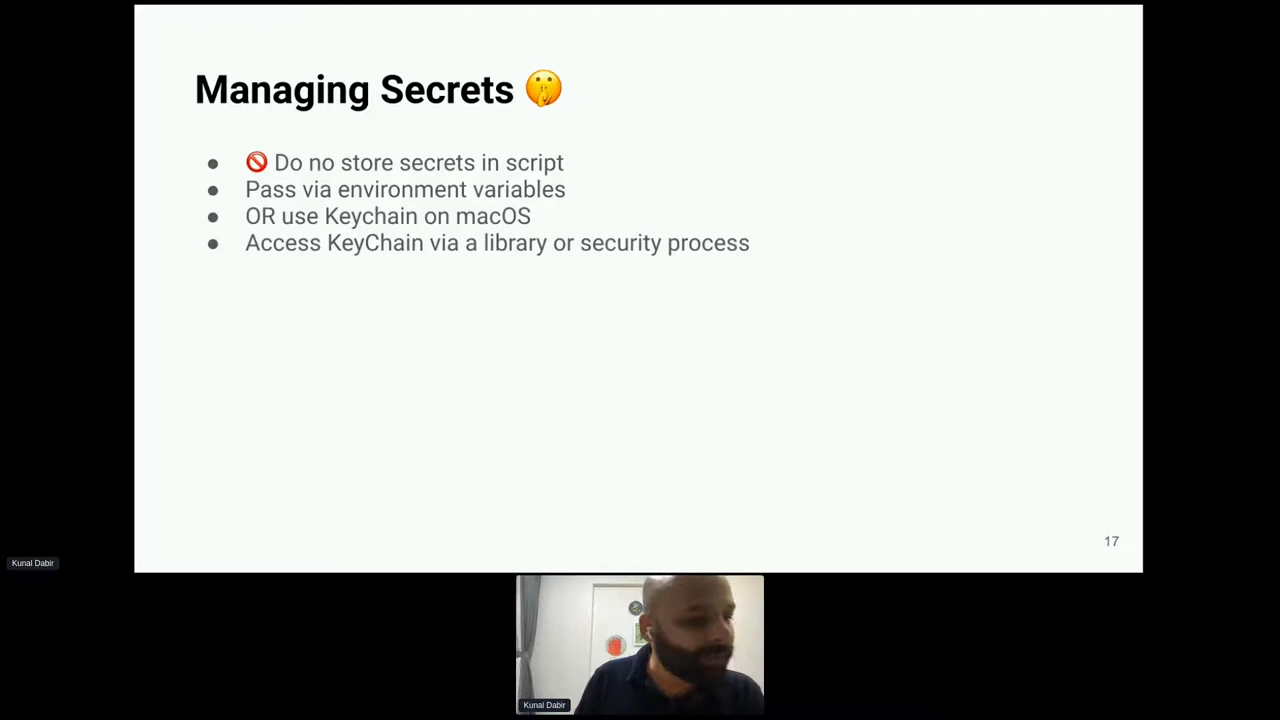 Managing Secrets 🤫
● 🚫 Do no store secrets in script
● Pass via environment variables
● OR use Keychain on macOS
● Access KeyChain via a library or security process
17
Kunal Dabir
Kunal Dabir